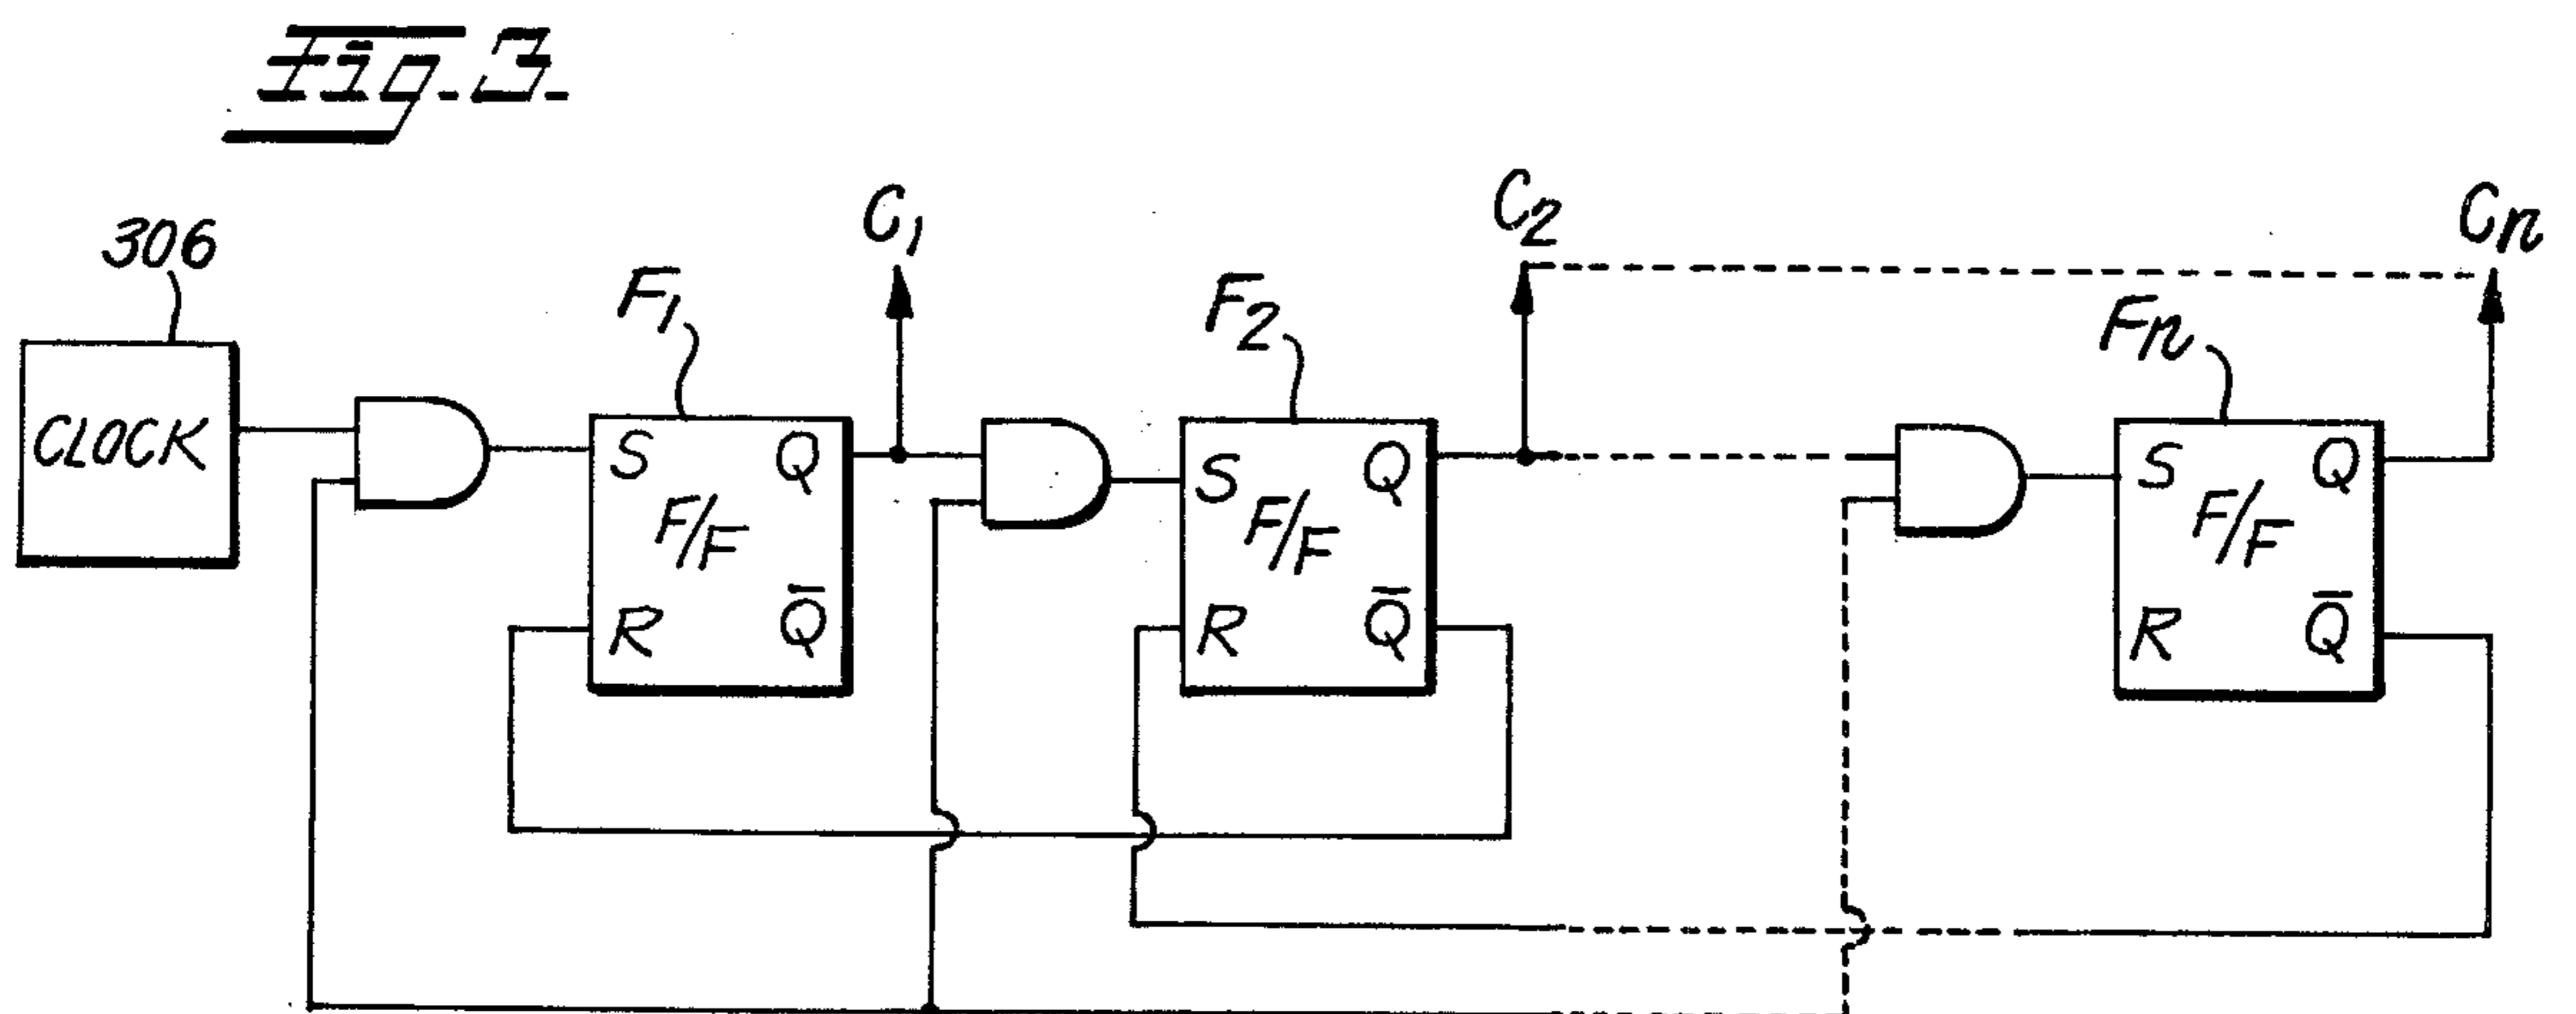 Fig-3-
306
C1
C2
Cn
F1
F2
Fn
CLOCK
S Q
F/F
R Q̅
S Q
F/F
R Q̅
S Q
F/F
R Q̅